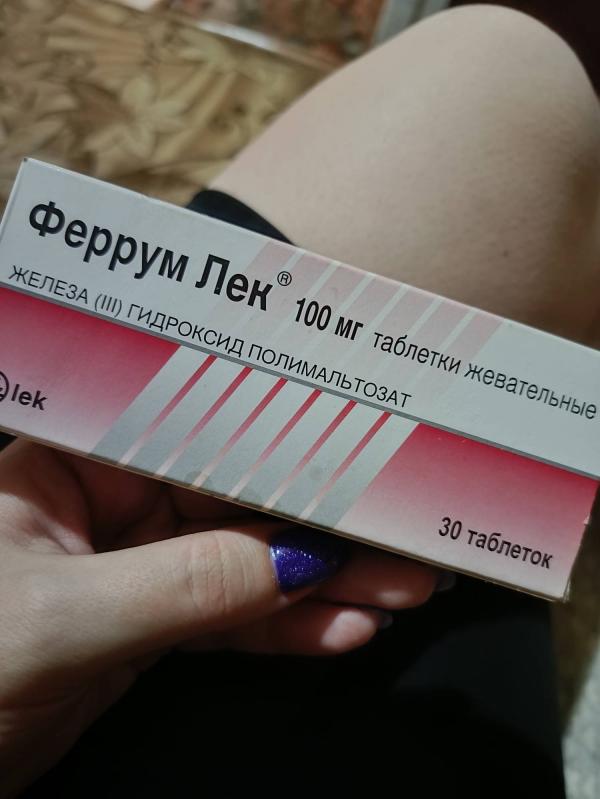 Феррум Лек® 100 мг таблетки жевательные
ЖЕЛЕЗА (III) ГИДРОКСИД ПОЛИМАЛЬТОЗАТ
lek
30 таблеток